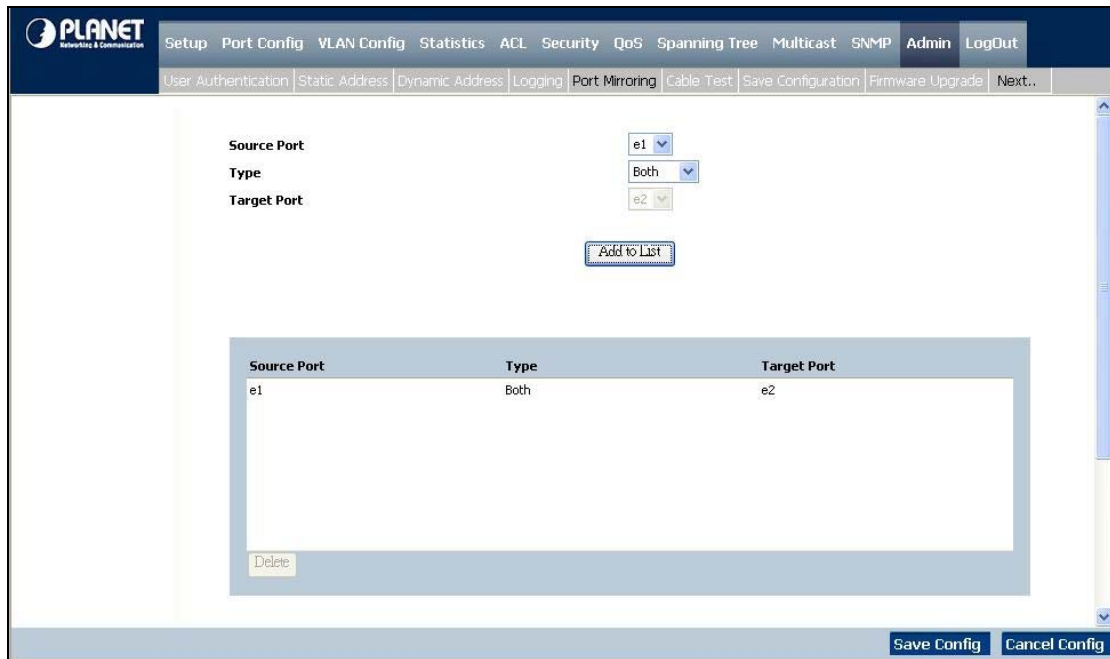 PLANET
Networking & Communication
Setup Port Config VLAN Config Statistics ACL Security QoS Spanning Tree Multicast SNMP Admin LogOut
User Authentication Static Address Dynamic Address Logging Port Mirroring Cable Test Save Configuration Firmware Upgrade Next..
Source Port e1
Type Both
Target Port e2
Add to List
Source Port Type Target Port
e1 Both e2
Delete
Save Config Cancel Config